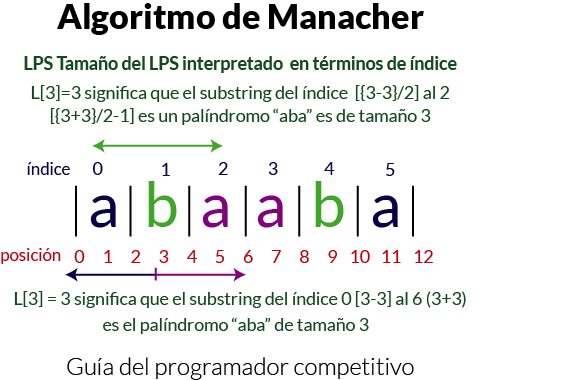 Algoritmo de Manacher
LPS Tamaño del LPS interpretado en términos de índice
L[3]=3 significa que el substring del índice [{3-3}/2] al 2
[{3+3}/2-1] es un palíndromo “aba” es de tamaño 3
índice 0 1 2 3 4 5
a b a a b a
posición 0 1 2 3 4 5 6 7 8 9 10 11 12
L[3] = 3 significa que el substring del índice 0 [3-3] al 6 (3+3)
es el palíndromo “aba” de tamaño 3
Guía del programador competitivo